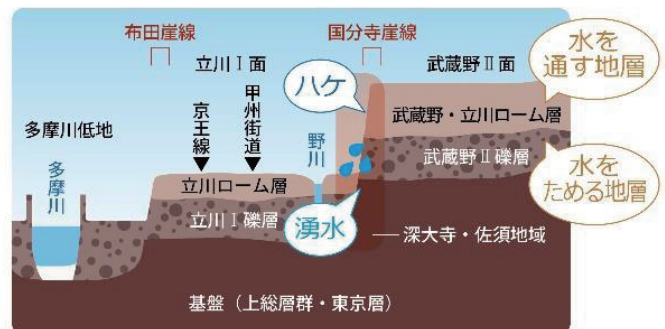 布田崖線
国分寺崖線
立川Ⅰ面
武蔵野Ⅱ面
水を
通す地層
ハケ
京王線
甲州街道
野川
多摩川低地
多摩川
武蔵野・立川ローム層
武蔵野Ⅱ礫層
水を
ためる地層
立川ローム層
立川Ⅰ礫層
湧水
深大寺・佐須地域
基盤(上総層群・東京層)